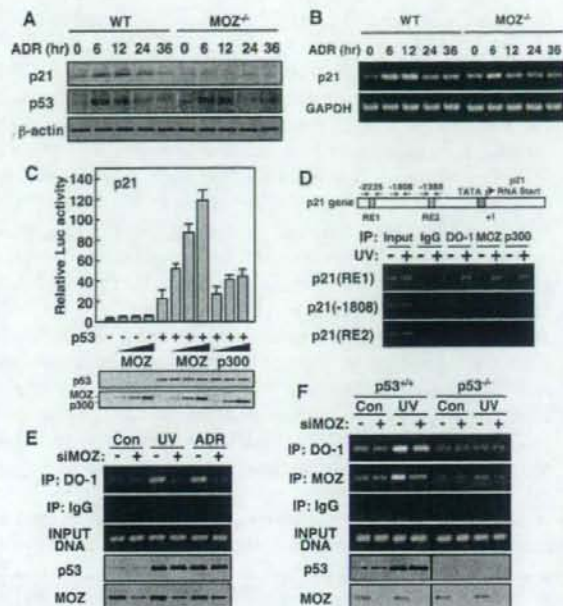 A
WT MOZ-/-
ADR (hr) 0 6 12 24 36 0 6 12 24 36
p21
p53
β-actin
B
WT MOZ-/-
ADR (hr) 0 6 12 24 36 0 6 12 24 36
p21
GAPDH
C
p21
Relative Luc activity
140
120
100
80
60
40
20
0
p53 - - - - + + + + + + +
MOZ MOZ p300
p53
MOZ
p300
D
-2235 -1808 -1388 TATA p21
RNA Start
p21 gene
RE1 RE2 +1
IP: Input IgG DO-1 MOZ p300
UV: - + - + - + - + - +
p21(RE1)
p21(-1808)
p21(RE2)
E
Con UV ADR
siMOZ: - + - + - +
IP: DO-1
IP: IgG
INPUT
DNA
p53
MOZ
F
p53+/+ p53-/-
Con UV Con UV
siMOZ: - + - + - + - +
IP: DO-1
IP: MOZ
IP: IgG
INPUT
DNA
p53
MOZ